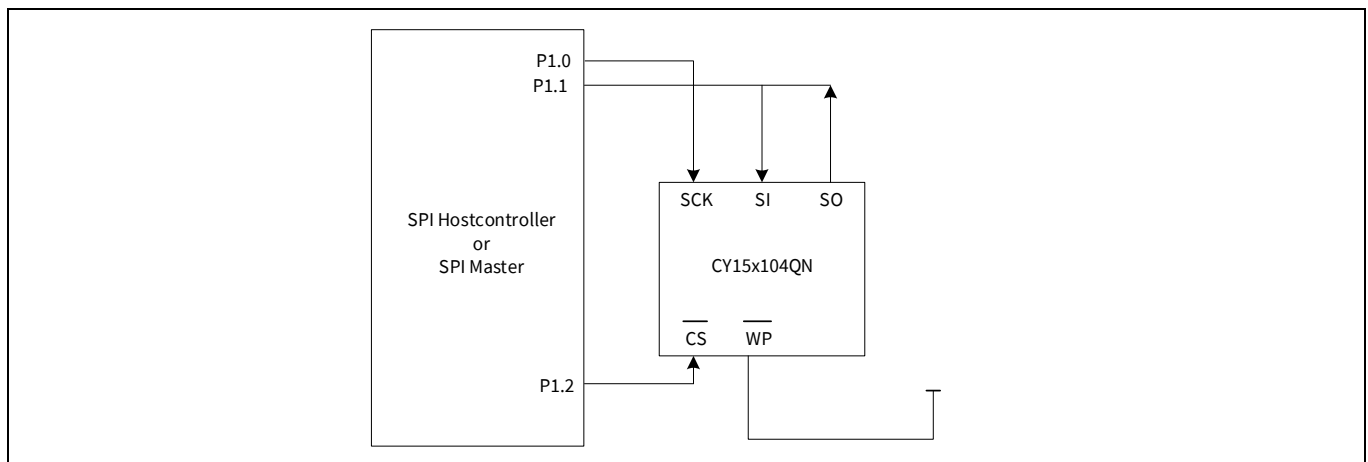 P1.0
P1.1
SCK SI SO
SPI Hostcontroller
or
SPI Master
CY15x104QN
CS WP
P1.2